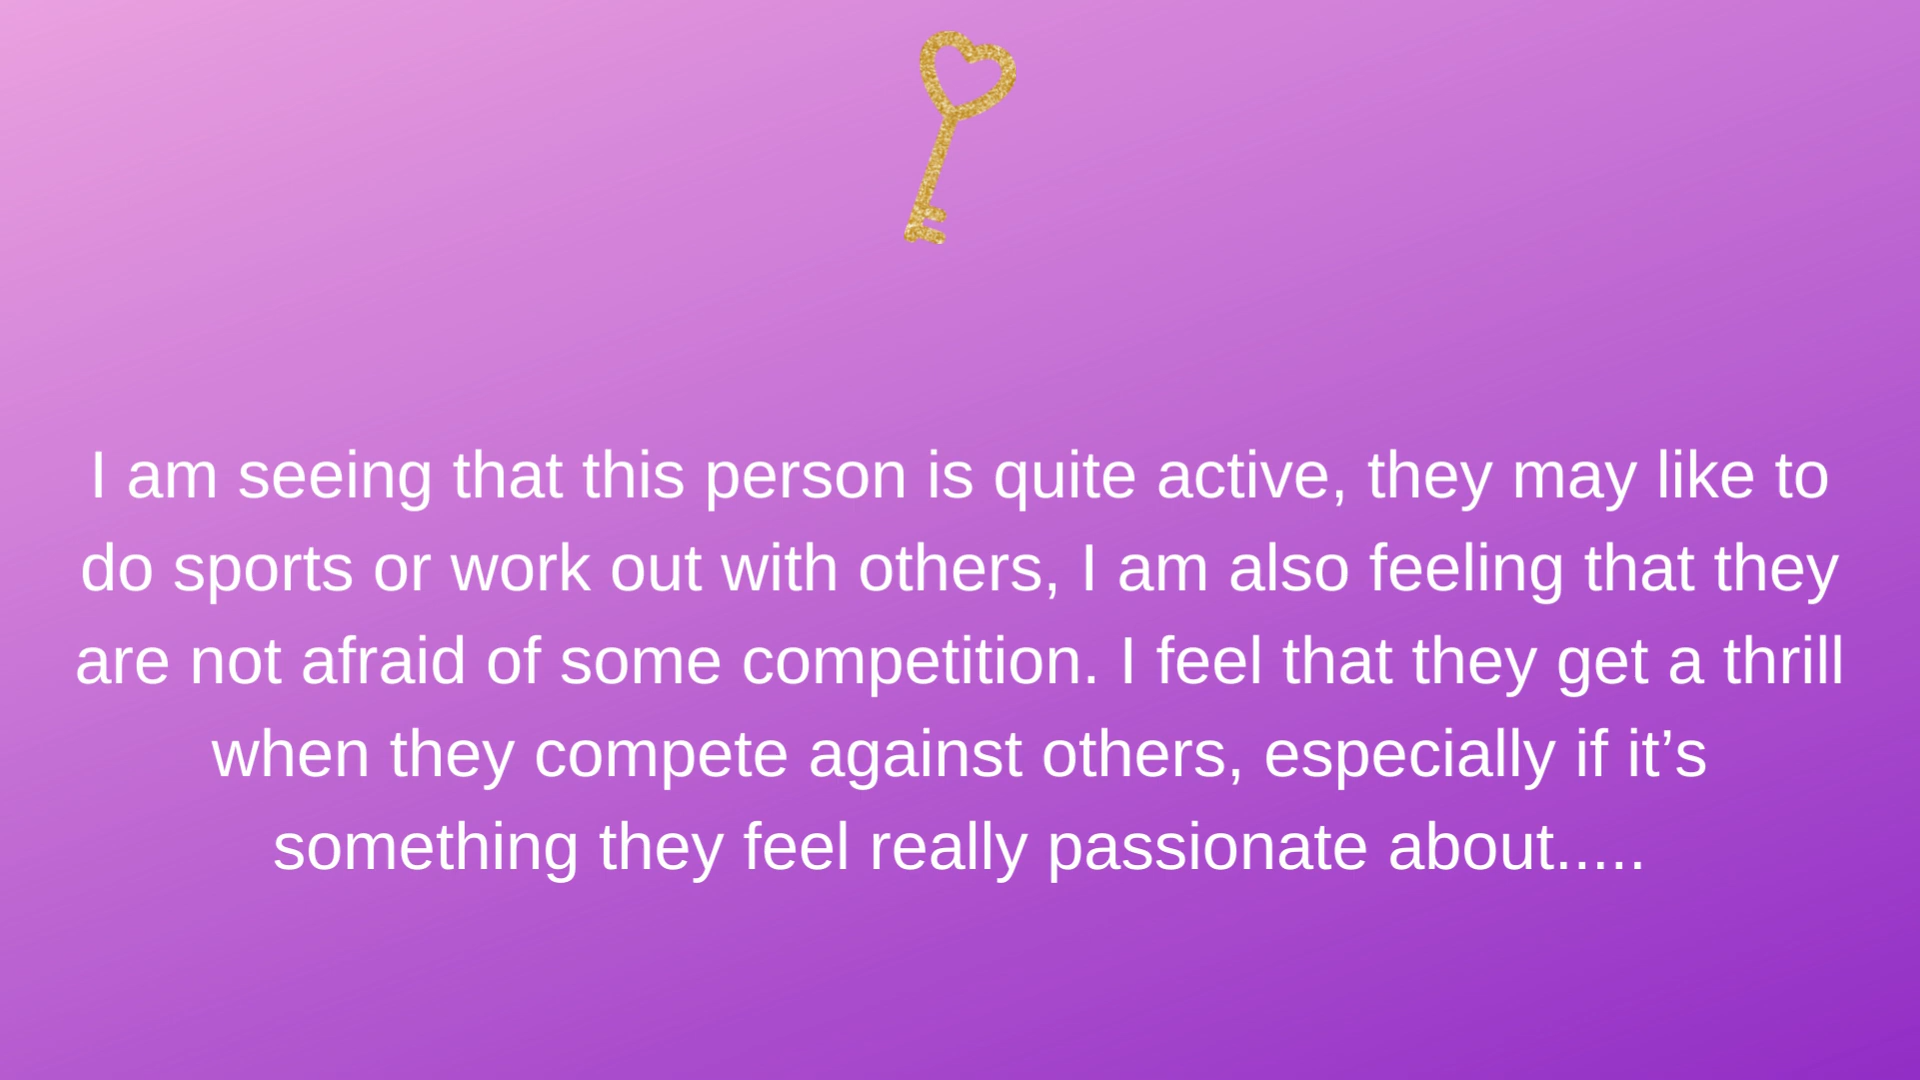 I am seeing that this person is quite active, they may like to
do sports or work out with others, I am also feeling that they
are not afraid of some competition. I feel that they get a thrill
when they compete against others, especially if it’s
something they feel really passionate about.....